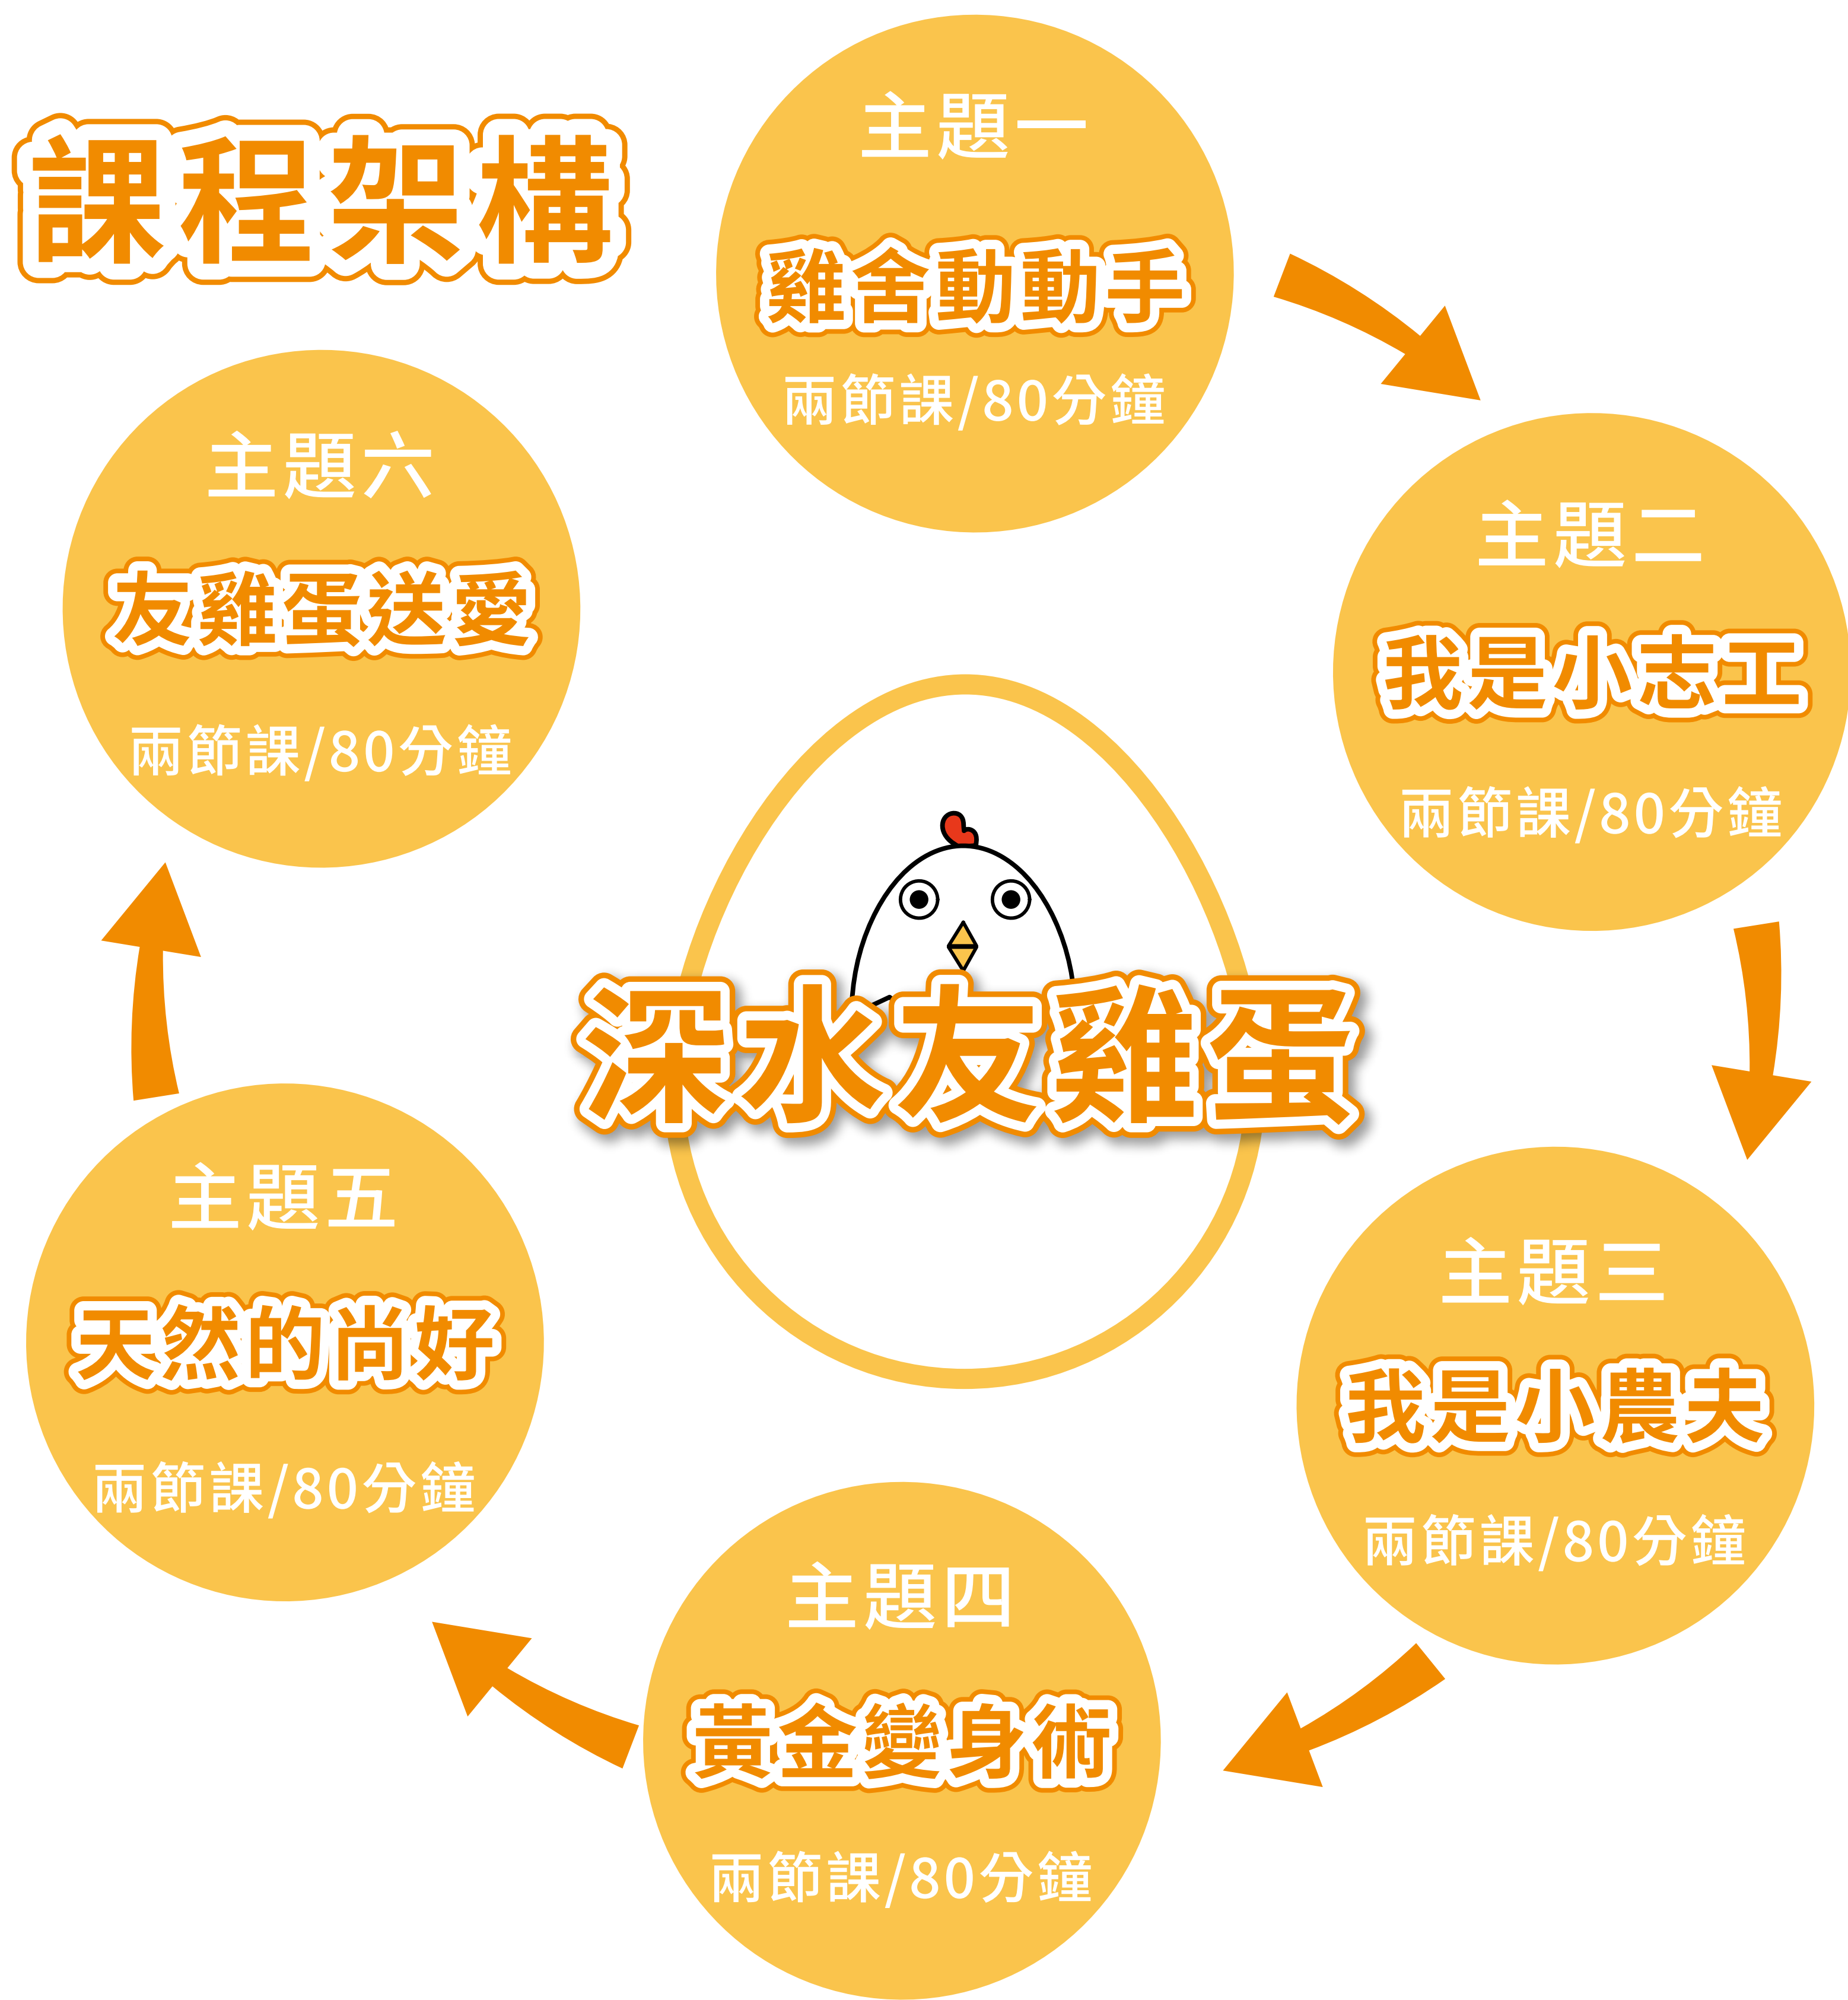 課程架構
主題一
雞舍動動手
兩節課/80分鐘
主題二
我是小志工
兩節課/80分鐘
主題三
我是小農夫
兩節課/80分鐘
主題四
黃金變身術
兩節課/80分鐘
主題五
天然的尚好
兩節課/80分鐘
主題六
友雞蛋送愛
兩節課/80分鐘
深水友雞蛋